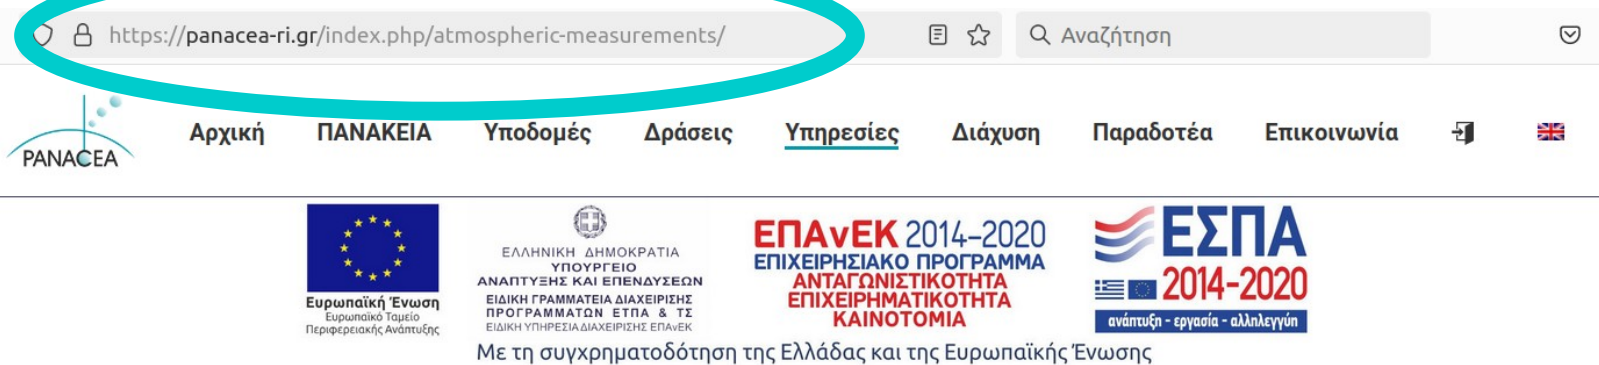 https://panacea-ri.gr/index.php/atmospheric-measurements/
Αναζήτηση
PANACEA
Αρχική ΠΑΝΑΚΕΙΑ Υποδομές Δράσεις Υπηρεσίες Διάχυση Παραδοτέα Επικοινωνία
Ευρωπαϊκή Ένωση
Ευρωπαϊκό Ταμείο
Περιφερειακής Ανάπτυξης
ΕΛΛΗΝΙΚΗ ΔΗΜΟΚΡΑΤΙΑ
ΥΠΟΥΡΓΕΙΟ
ΑΝΑΠΤΥΞΗΣ ΚΑΙ ΕΠΕΝΔΥΣΕΩΝ
ΕΙΔΙΚΗ ΓΡΑΜΜΑΤΕΙΑ ΔΙΑΧΕΙΡΙΣΗΣ
ΠΡΟΓΡΑΜΜΑΤΩΝ ΕΤΠΑ & ΤΣ
ΕΙΔΙΚΗ ΥΠΗΡΕΣΙΑ ΔΙΑΧΕΙΡΙΣΗΣ ΕΠΑνΕΚ
ΕΠΑνΕΚ 2014–2020
ΕΠΙΧΕΙΡΗΣΙΑΚΟ ΠΡΟΓΡΑΜΜΑ
ΑΝΤΑΓΩΝΙΣΤΙΚΟΤΗΤΑ
ΕΠΙΧΕΙΡΗΜΑΤΙΚΟΤΗΤΑ
ΚΑΙΝΟΤΟΜΙΑ
ΕΣΠΑ
2014-2020
ανάπτυξη - εργασία - αλληλεγγύη
Με τη συγχρηματοδότηση της Ελλάδας και της Ευρωπαϊκής Ένωσης